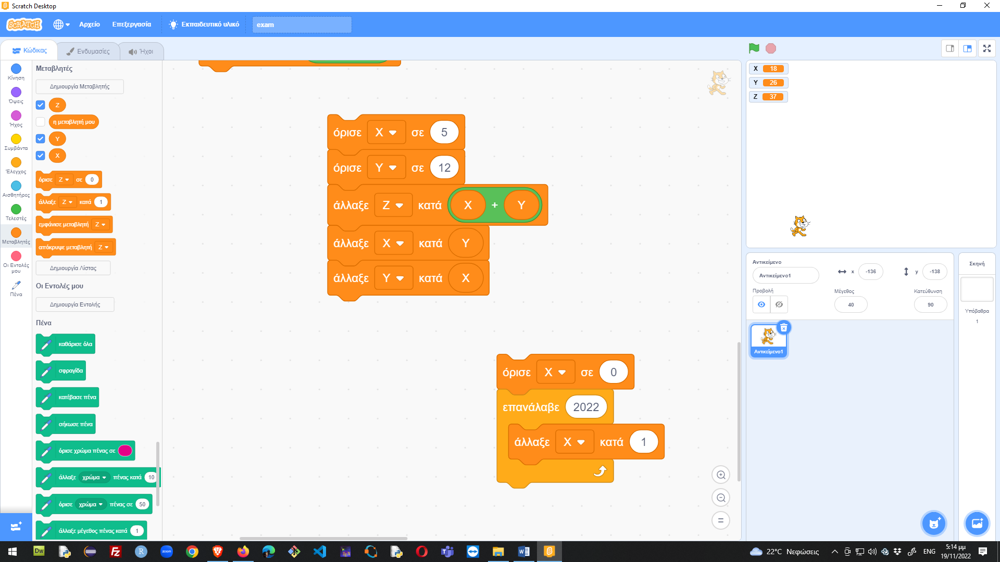 Scratch Desktop
SCRATCH
Αρχείο
Επεξεργασία
Εκπαιδευτικό υλικό
exam
Κώδικας
Ενδυμασίες
Ήχοι
Κίνηση
Όψεις
Ήχος
Συμβάντα
Έλεγχος
Αισθητήρες
Τελεστές
Μεταβλητές
Οι Εντολές μου
Πένα
Μεταβλητές
Δημιουργία Μεταβλητής
Z
η μεταβλητή μου
Y
X
όρισε Z σε 0
άλλαξε Z κατά 1
εμφάνισε μεταβλητή Z
απόκρυψε μεταβλητή Z
Δημιουργία Λίστας
Οι Εντολές μου
Δημιουργία Εντολής
Πένα
καθάρισε όλα
σφραγίδα
κατέβασε πένα
σήκωσε πένα
όρισε χρώμα πένας σε
άλλαξε χρώμα πένας κατά 10
όρισε χρώμα πένας σε 50
άλλαξε μέγεθος πένας κατά 1
όρισε X σε 5
όρισε Y σε 12
άλλαξε Z κατά X + Y
άλλαξε X κατά Y
άλλαξε Y κατά X
όρισε X σε 0
επανάλαβε 2022
άλλαξε X κατά 1
X 18
Y 26
Z 37
Αντικείμενο
Αντικείμενο1
x -136
y -138
Προβολή
Μέγεθος
40
Κατεύθυνση
90
Αντικείμενο1
Σκηνή
Υπόβαθρα
1
Dw
Fz
R
zoom
TEX
W
22°C Νεφώσεις
ENG
5:14 μμ
19/11/2022